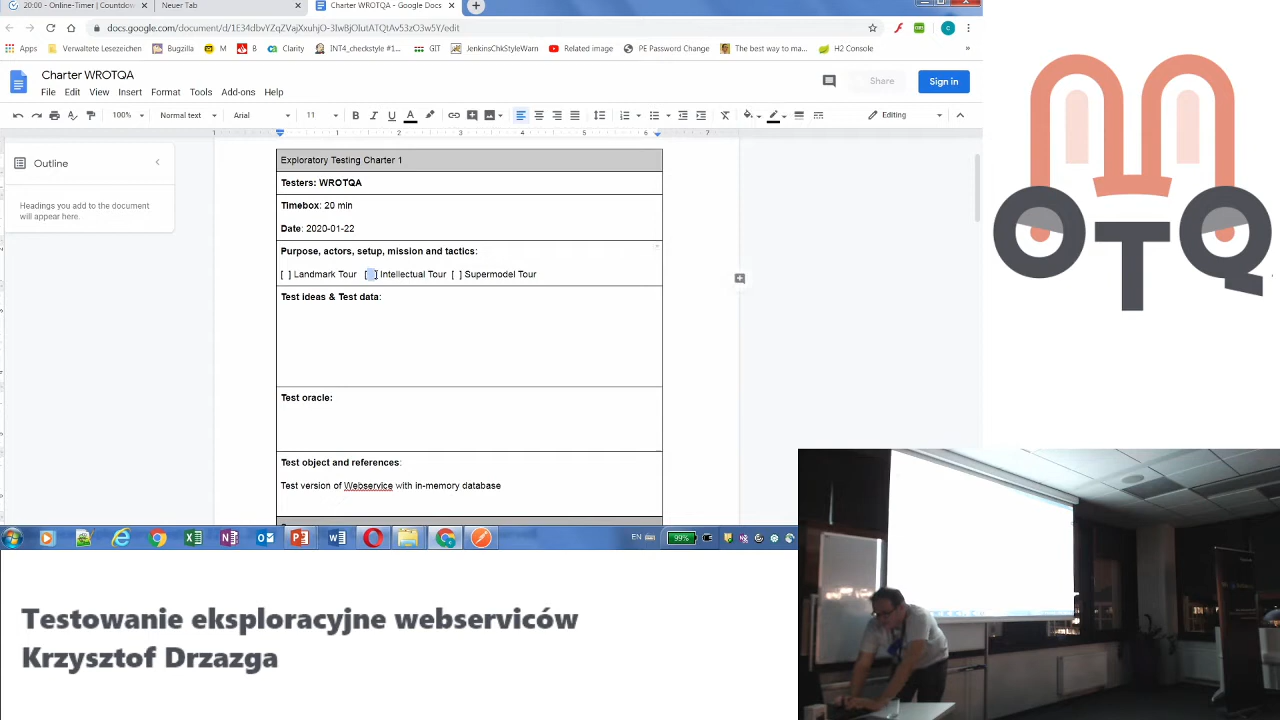 20:00 - Online-Timer | Countdow
Neuer Tab
Charter WROTQA - Google Docs
docs.google.com/document/d/1E34dbvYZqZVajXxuhjO-3lwBjOlutATQtAv53zO3w5Y/edit
Apps
Verwaltete Lesezeichen
Bugzilla
M
B
Clarity
[NT4_checkstyle #1...
GIT
JenkinsChkStyleWarn
Related image
PE Password Change
The best way to ma...
H2 Console
Charter WROTQA
File Edit View Insert Format Tools Add-ons Help
Share
Sign in
100%
Normal text
Arial
11
Editing
Outline
Headings you add to the document
will appear here.
Exploratory Testing Charter 1
Testers: WROTQA
Timebox: 20 min
Date: 2020-01-22
Purpose, actors, setup, mission and tactics:
[ ] Landmark Tour [ ] Intellectual Tour [ ] Supermodel Tour
Test ideas & Test data:
Test oracle:
Test object and references:
Test version of Webservice with in-memory database
EN
99%
OTQ
Testowanie eksploracyjne webserviców
Krzysztof Drzazga